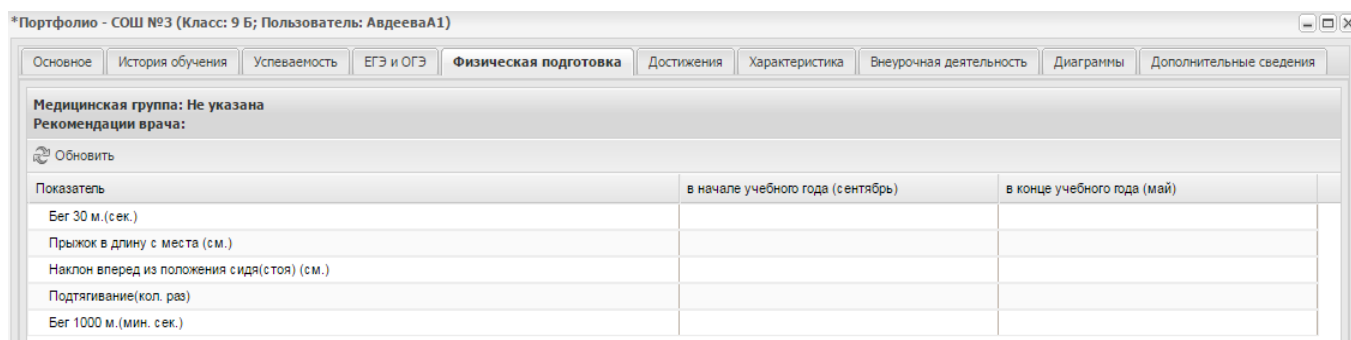 *Портфолио - СОШ №3 (Класс: 9 Б; Пользователь: АвдееваА1)
Основное История обучения Успеваемость ЕГЭ и ОГЭ Физическая подготовка Достижения Характеристика Внеурочная деятельность Диаграммы Дополнительные сведения
Медицинская группа: Не указана
Рекомендации врача:
Обновить
Показатель в начале учебного года (сентябрь) в конце учебного года (май)
Бег 30 м.(сек.)
Прыжок в длину с места (см.)
Наклон вперед из положения сидя(стоя) (см.)
Подтягивание(кол. раз)
Бег 1000 м.(мин. сек.)